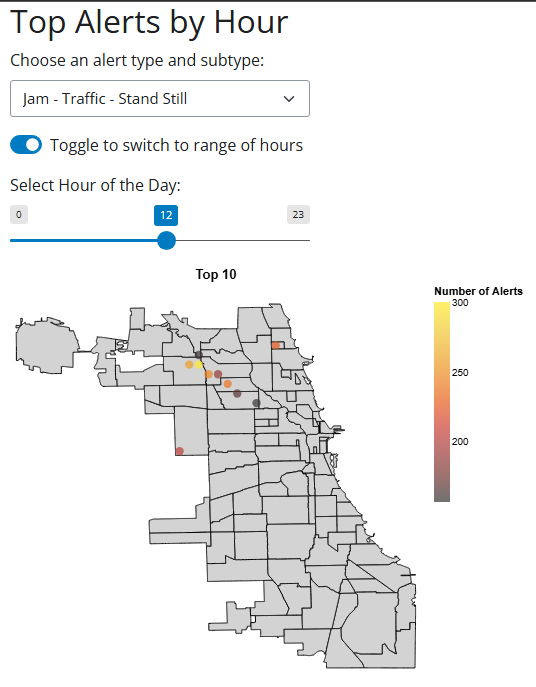 Top Alerts by Hour
Choose an alert type and subtype:
Jam - Traffic - Stand Still
Toggle to switch to range of hours
Select Hour of the Day:
0 12 23
Top 10
Number of Alerts
300
250
200